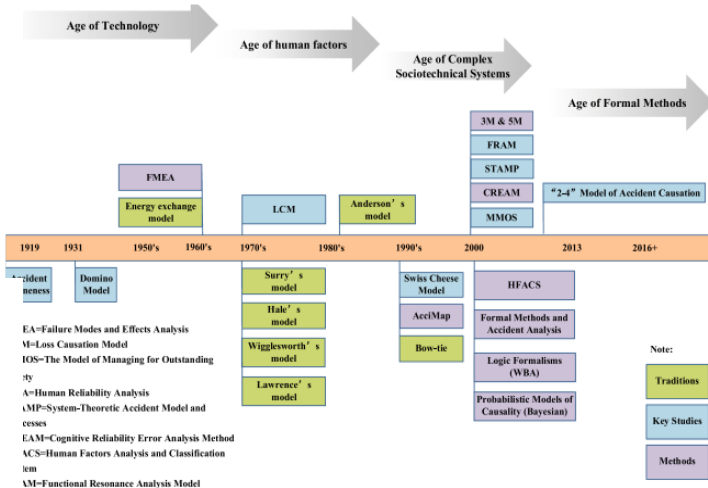 Age of Technology
Age of human factors
Age of Complex
Sociotechnical Systems
Age of Formal Methods
3M & 5M
FRAM
STAMP
CREAM
MMOS
FMEA
Energy exchange
model
LCM
Anderson’s
model
“2-4” Model of Accident Causation
1919 1931 1950's 1960's 1970's 1980's 1990's 2000 2013 2016+
Domino
Model
Surry’s
model
Hale’s
model
Wigglesworth’s
model
Lawrence’s
model
Swiss Cheese
Model
AcciMap
Bow-tie
HFACS
Formal Methods and
Accident Analysis
Logic Formalisms
(WBA)
Probabilistic Models of
Causality (Bayesian)
Note:
Traditions
Key Studies
Methods
EA=Failure Modes and Effects Analysis
M=Loss Causation Model
OS=The Model of Managing for Outstanding
ety
A=Human Reliability Analysis
AMP=System-Theoretic Accident Model and
cesses
EAM=Cognitive Reliability Error Analysis Method
ACS=Human Factors Analysis and Classification
tem
AM=Functional Resonance Analysis Model